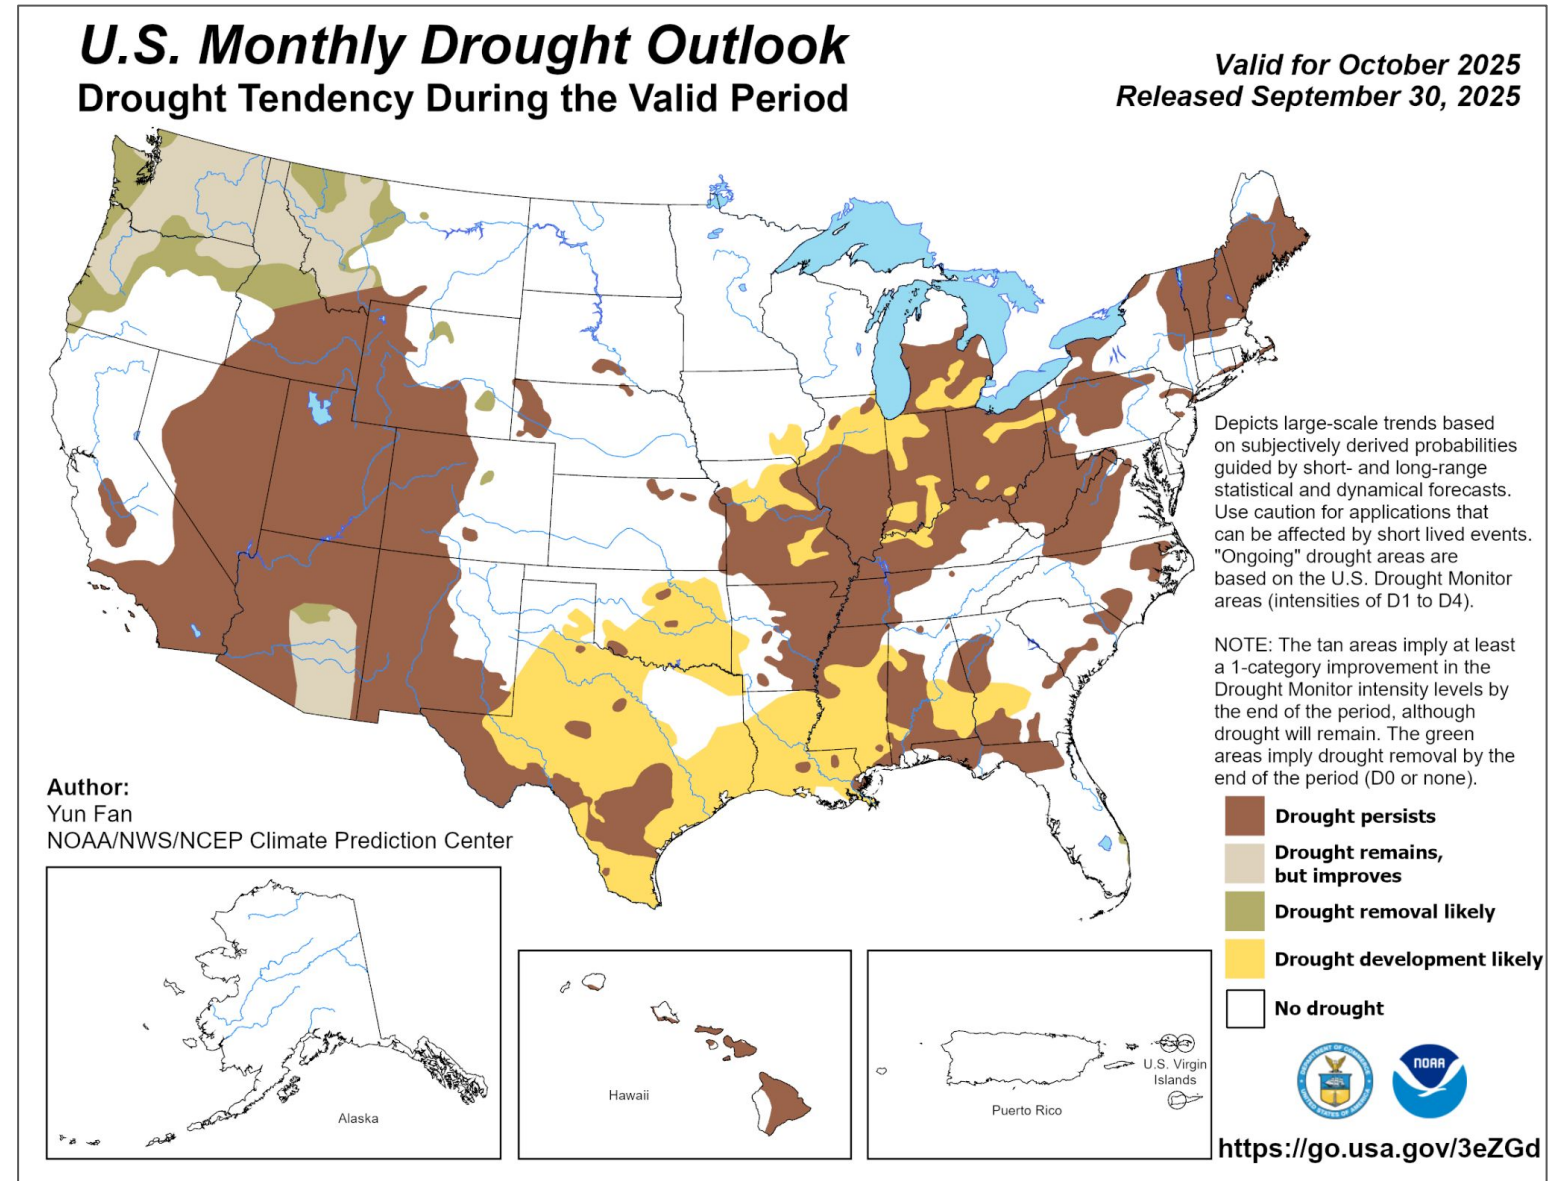 U.S. Monthly Drought Outlook
Drought Tendency During the Valid Period
Valid for October 2025
Released September 30, 2025
Depicts large-scale trends based
on subjectively derived probabilities
guided by short- and long-range
statistical and dynamical forecasts.
Use caution for applications that
can be affected by short lived events.
"Ongoing" drought areas are
based on the U.S. Drought Monitor
areas (intensities of D1 to D4).
NOTE: The tan areas imply at least
a 1-category improvement in the
Drought Monitor intensity levels by
the end of the period, although
drought will remain. The green
areas imply drought removal by the
end of the period (D0 or none).
Author:
Yun Fan
NOAA/NWS/NCEP Climate Prediction Center
Drought persists
Drought remains,
but improves
Drought removal likely
Drought development likely
No drought
Alaska
Hawaii
Puerto Rico
U.S. Virgin
Islands
DEPARTMENT OF COMMERCE
UNITED STATES OF AMERICA
NOAA
https://go.usa.gov/3eZGd